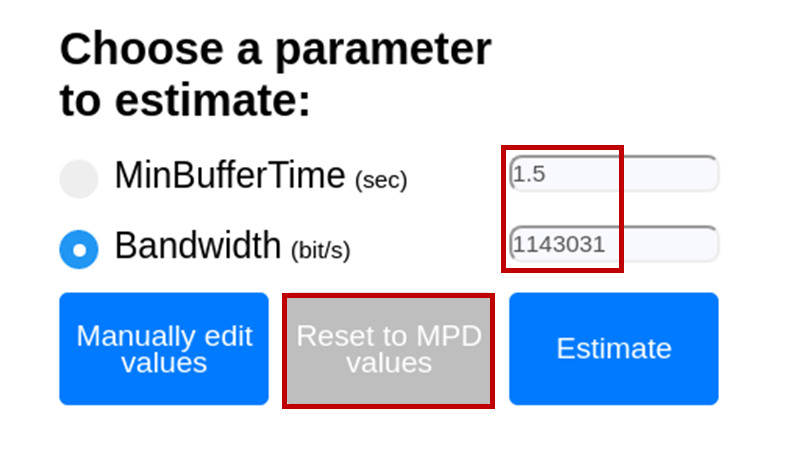 Choose a parameter
to estimate:
MinBufferTime (sec) 1.5
Bandwidth (bit/s) 1143031
Manually edit
values
Reset to MPD
values
Estimate